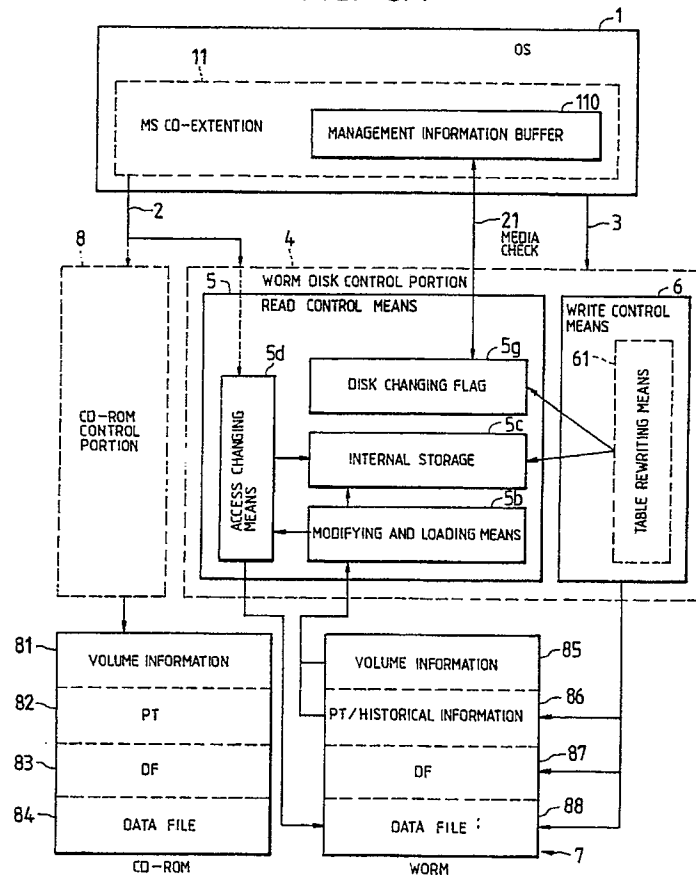 1
OS
11
110
MS CO-EXTENTION
MANAGEMENT INFORMATION BUFFER
2
21
3
MEDIA
CHECK
8
4
WORM DISK CONTROL PORTION
5
READ CONTROL MEANS
6
WRITE CONTROL
MEANS
5d
5g
61
DISK CHANGING FLAG
CD-ROM
CONTROL
PORTION
ACCESS CHANGING
MEANS
5c
INTERNAL STORAGE
TABLE REWRITING MEANS
5b
MODIFYING AND LOADING MEANS
81
VOLUME INFORMATION
VOLUME INFORMATION
85
82
PT
PT/HISTORICAL INFORMATION
86
83
DF
DF
87
84
DATA FILE
DATA FILE
88
CD-ROM
WORM
7